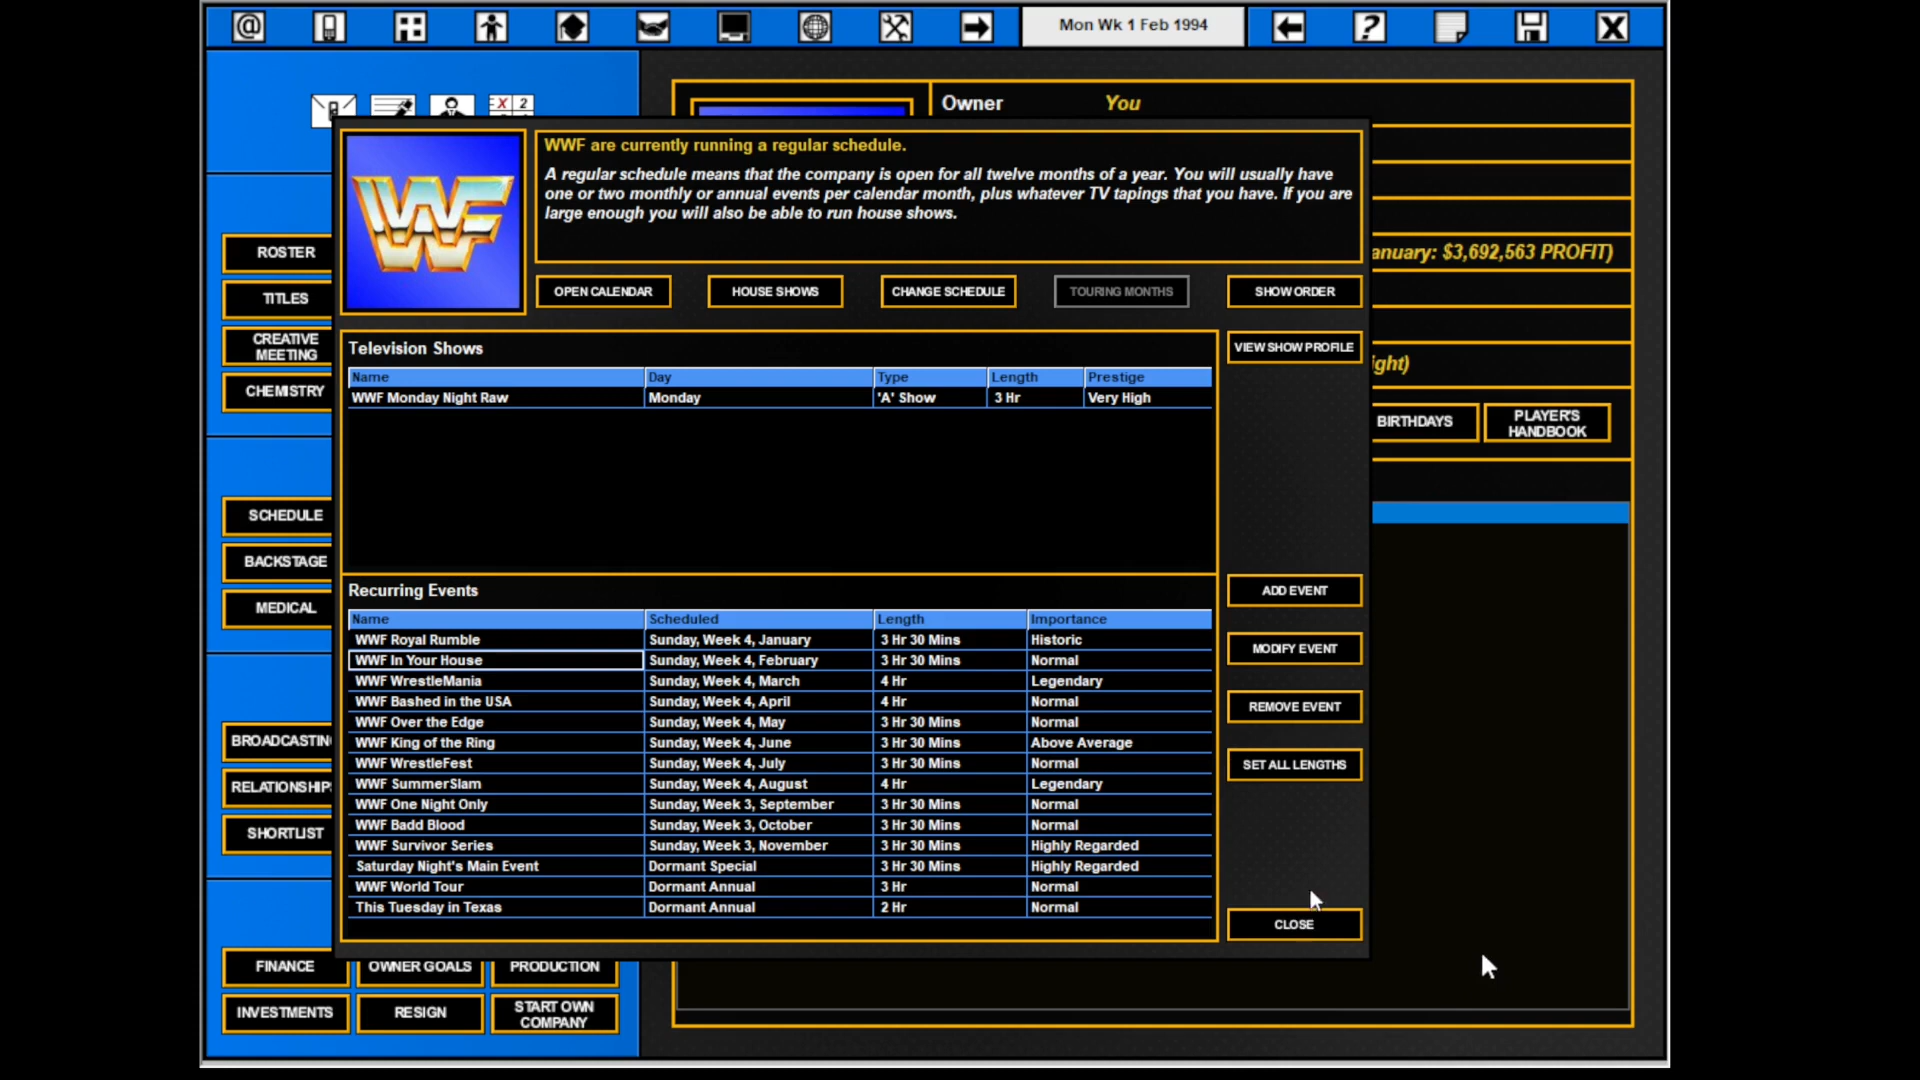 Mon Wk 1 Feb 1994
X 2
Owner You
WWF are currently running a regular schedule.
A regular schedule means that the company is open for all twelve months of a year. You will usually have
one or two monthly or annual events per calendar month, plus whatever TV tapings that you have. If you are
large enough you will also be able to run house shows.
WWF
anuary: $3,692,563 PROFIT)
ight)
BIRTHDAYS
PLAYER'S
HANDBOOK
ROSTER
TITLES
CREATIVE
MEETING
CHEMISTRY
SCHEDULE
BACKSTAGE
MEDICAL
BROADCASTIN
RELATIONSHIP
SHORTLIST
FINANCE
OWNER GOALS
PRODUCTION
INVESTMENTS
RESIGN
START OWN
COMPANY
OPEN CALENDAR
HOUSE SHOWS
CHANGE SCHEDULE
TOURING MONTHS
SHOW ORDER
VIEW SHOW PROFILE
Television Shows
Name Day Type Length Prestige
WWF Monday Night Raw Monday 'A' Show 3 Hr Very High
Recurring Events
Name Scheduled Length Importance
WWF Royal Rumble Sunday, Week 4, January 3 Hr 30 Mins Historic
WWF In Your House Sunday, Week 4, February 3 Hr 30 Mins Normal
WWF WrestleMania Sunday, Week 4, March 4 Hr Legendary
WWF Bashed in the USA Sunday, Week 4, April 4 Hr Normal
WWF Over the Edge Sunday, Week 4, May 3 Hr 30 Mins Normal
WWF King of the Ring Sunday, Week 4, June 3 Hr 30 Mins Above Average
WWF WrestleFest Sunday, Week 4, July 3 Hr 30 Mins Normal
WWF SummerSlam Sunday, Week 4, August 4 Hr Legendary
WWF One Night Only Sunday, Week 3, September 3 Hr 30 Mins Normal
WWF Badd Blood Sunday, Week 3, October 3 Hr 30 Mins Normal
WWF Survivor Series Sunday, Week 3, November 3 Hr 30 Mins Highly Regarded
Saturday Night's Main Event Dormant Special 3 Hr 30 Mins Highly Regarded
WWF World Tour Dormant Annual 3 Hr Normal
This Tuesday in Texas Dormant Annual 2 Hr Normal
ADD EVENT
MODIFY EVENT
REMOVE EVENT
SET ALL LENGTHS
CLOSE